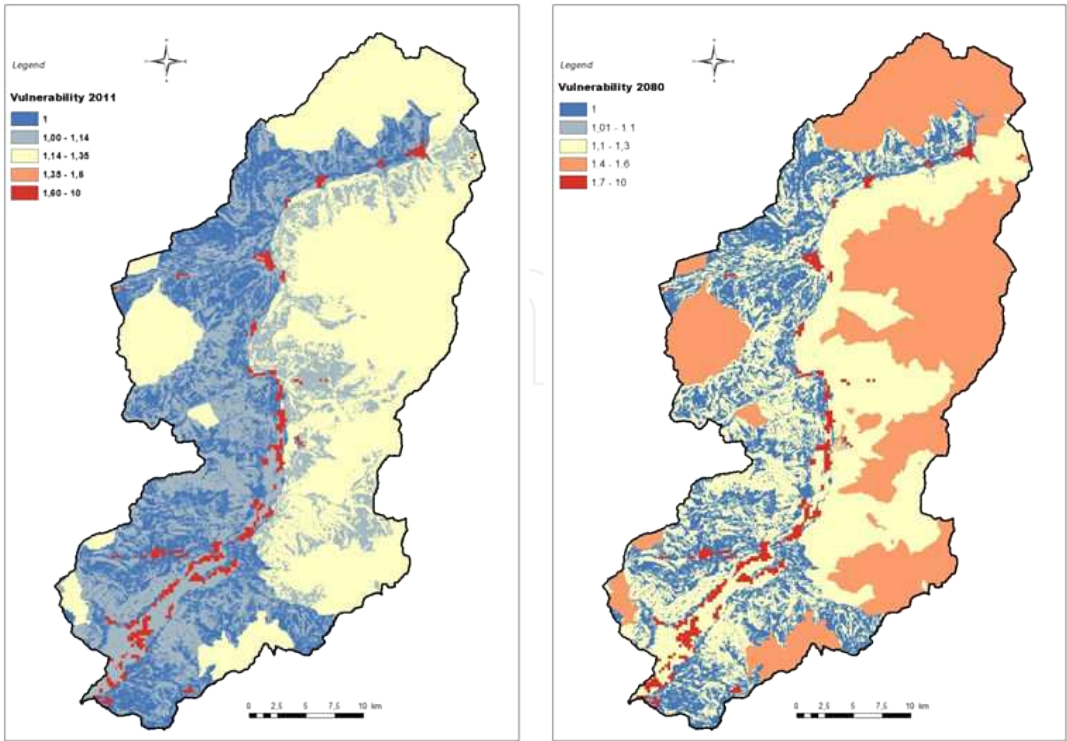 Legend
Vulnerability 2011
1
1,00 - 1,14
1,14 - 1,35
1,35 - 1,6
1,60 - 10
0 2,5 5 7,5 10 km
Legend
Vulnerability 2080
1
1,01 - 1 1
1,1 - 1,3
1.4 - 1.6
1.7 - 10
0 2,5 5 7,5 10 km